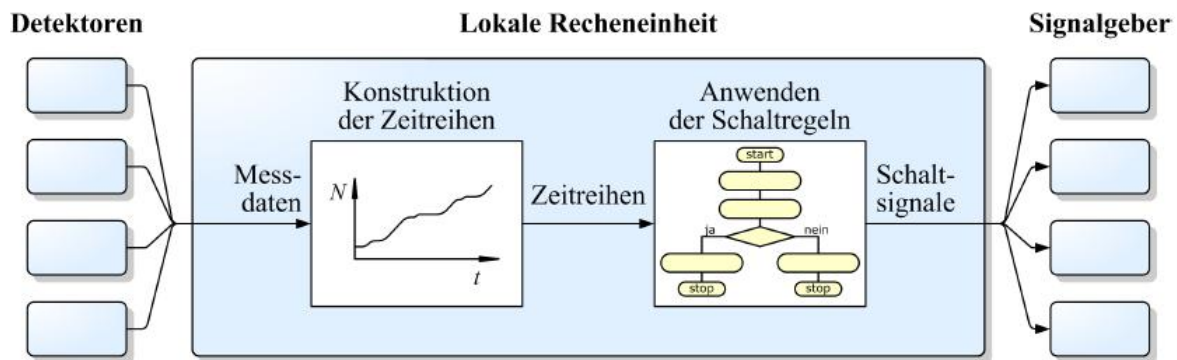 Detektoren
Lokale Recheneinheit
Signalgeber
Konstruktion
der Zeitreihen
Anwenden
der Schaltregeln
Mess-
daten
N
t
Zeitreihen
start
ja
nein
stop
stop
Schalt-
signale